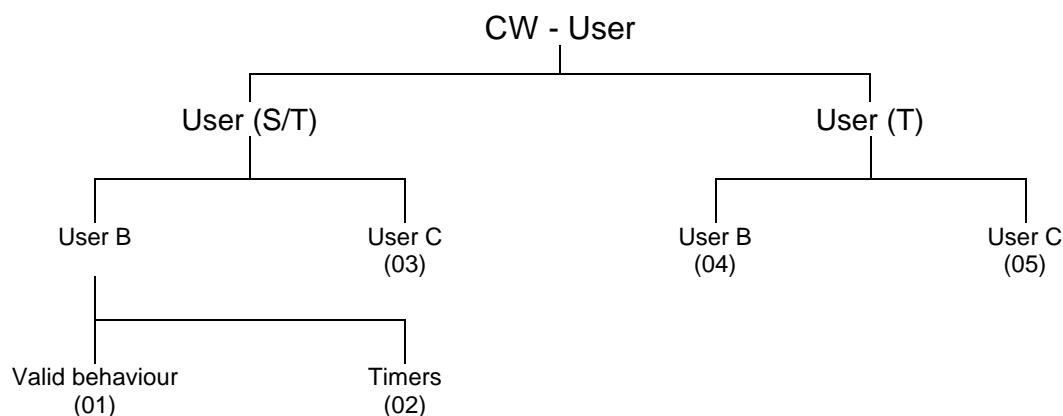 CW - User
User (S/T)
User (T)
User B
User C
(03)
User B
(04)
User C
(05)
Valid behaviour
(01)
Timers
(02)